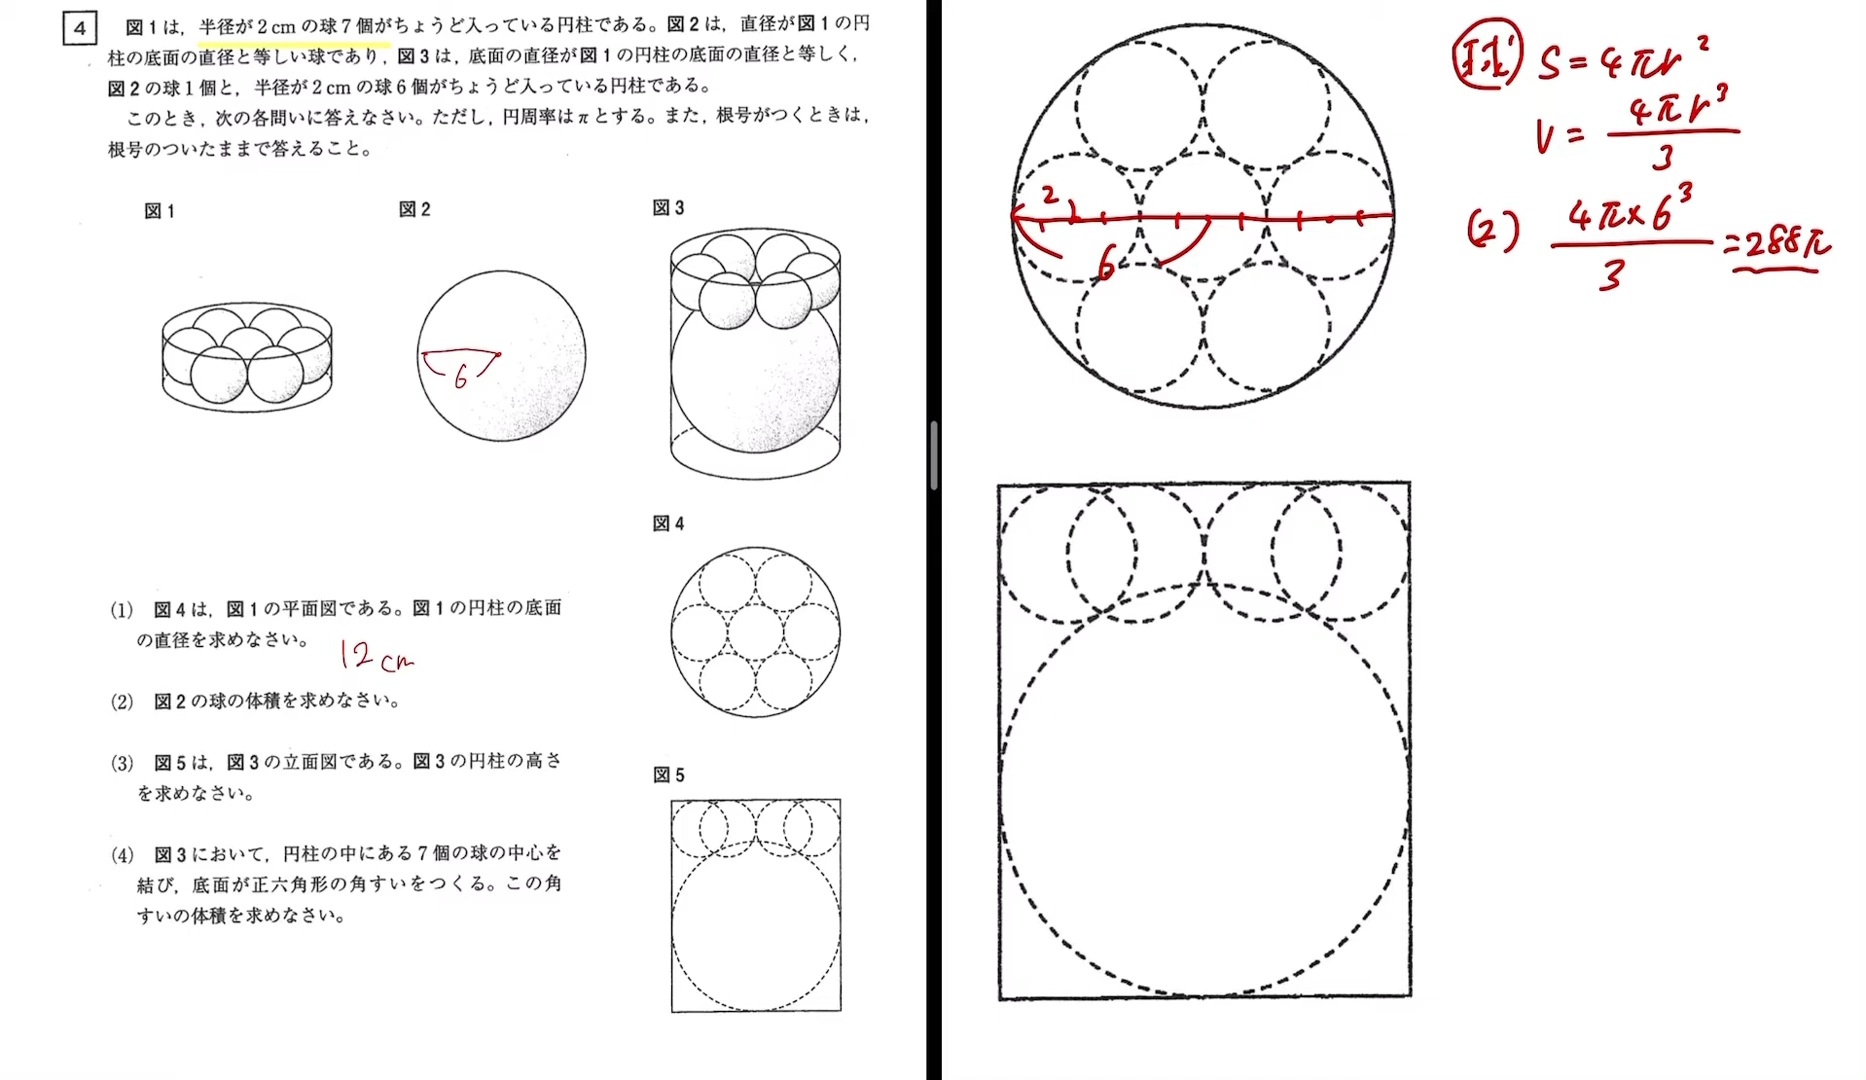 4 図1は，半径が2cmの球7個がちょうど入っている円柱である。図2は，直径が図1の円
柱の底面の直径と等しい球であり，図3は，底面の直径が図1の円柱の底面の直径と等しく，
図2の球1個と，半径が2cmの球6個がちょうど入っている円柱である。
このとき，次の各問いに答えなさい。ただし，円周率はπとする。また，根号がつくときは，
根号のついたままで答えること。
図1
図2
図3
6
図4
(1) 図4は，図1の平面図である。図1の円柱の底面
の直径を求めなさい。
12cm
(2) 図2の球の体積を求めなさい。
(3) 図5は，図3の立面図である。図3の円柱の高さ
を求めなさい。
図5
(4) 図3において，円柱の中にある7個の球の中心を
結び，底面が正六角形の角すいをつくる。この角
すいの体積を求めなさい。
2
6
球 S=4πr²
V=4πr³/3
(2) 4π×6³/3=288π